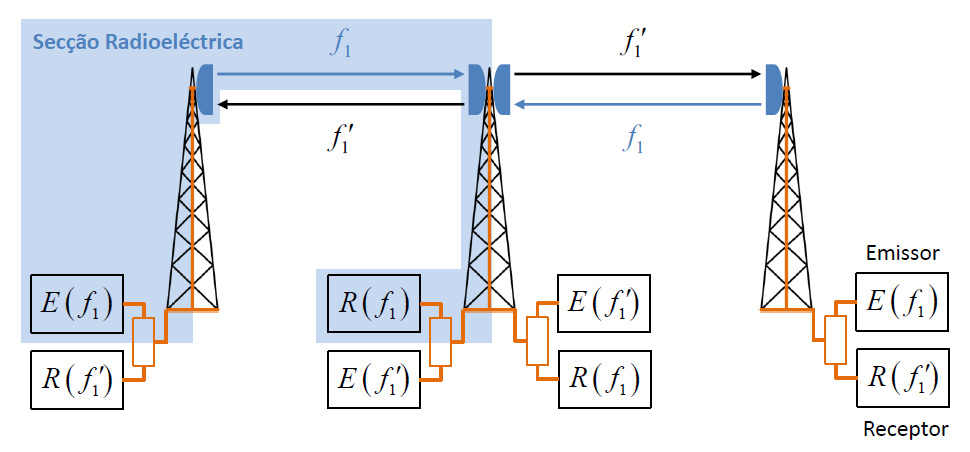 Secção Radioeléctrica
f₁
f₁′
f₁′
f₁
Emissor
E(f₁)
R(f₁)
E(f₁′)
E(f₁)
R(f₁′)
E(f₁′)
R(f₁)
R(f₁′)
Receptor